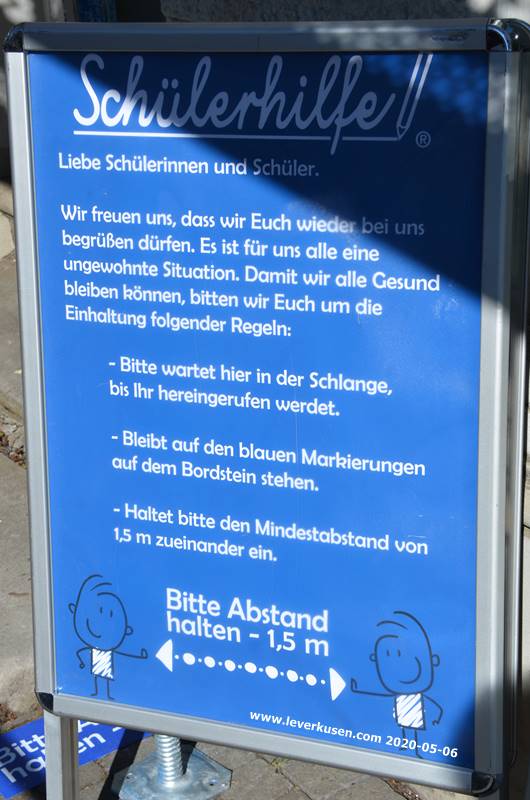 Schülerhilfe!
®
Liebe Schülerinnen und Schüler.
Wir freuen uns, dass wir Euch wieder bei uns
begrüßen dürfen. Es ist für uns alle eine
ungewohnte Situation. Damit wir alle Gesund
bleiben können, bitten wir Euch um die
Einhaltung folgender Regeln:
- Bitte wartet hier in der Schlange,
bis Ihr hereingerufen werdet.
- Bleibt auf den blauen Markierungen
auf dem Bordstein stehen.
- Haltet bitte den Mindestabstand von
1,5 m zueinander ein.
Bitte Abstand
halten - 1,5 m
www.leverkusen.com 2020-05-06
Bitte A
halten -